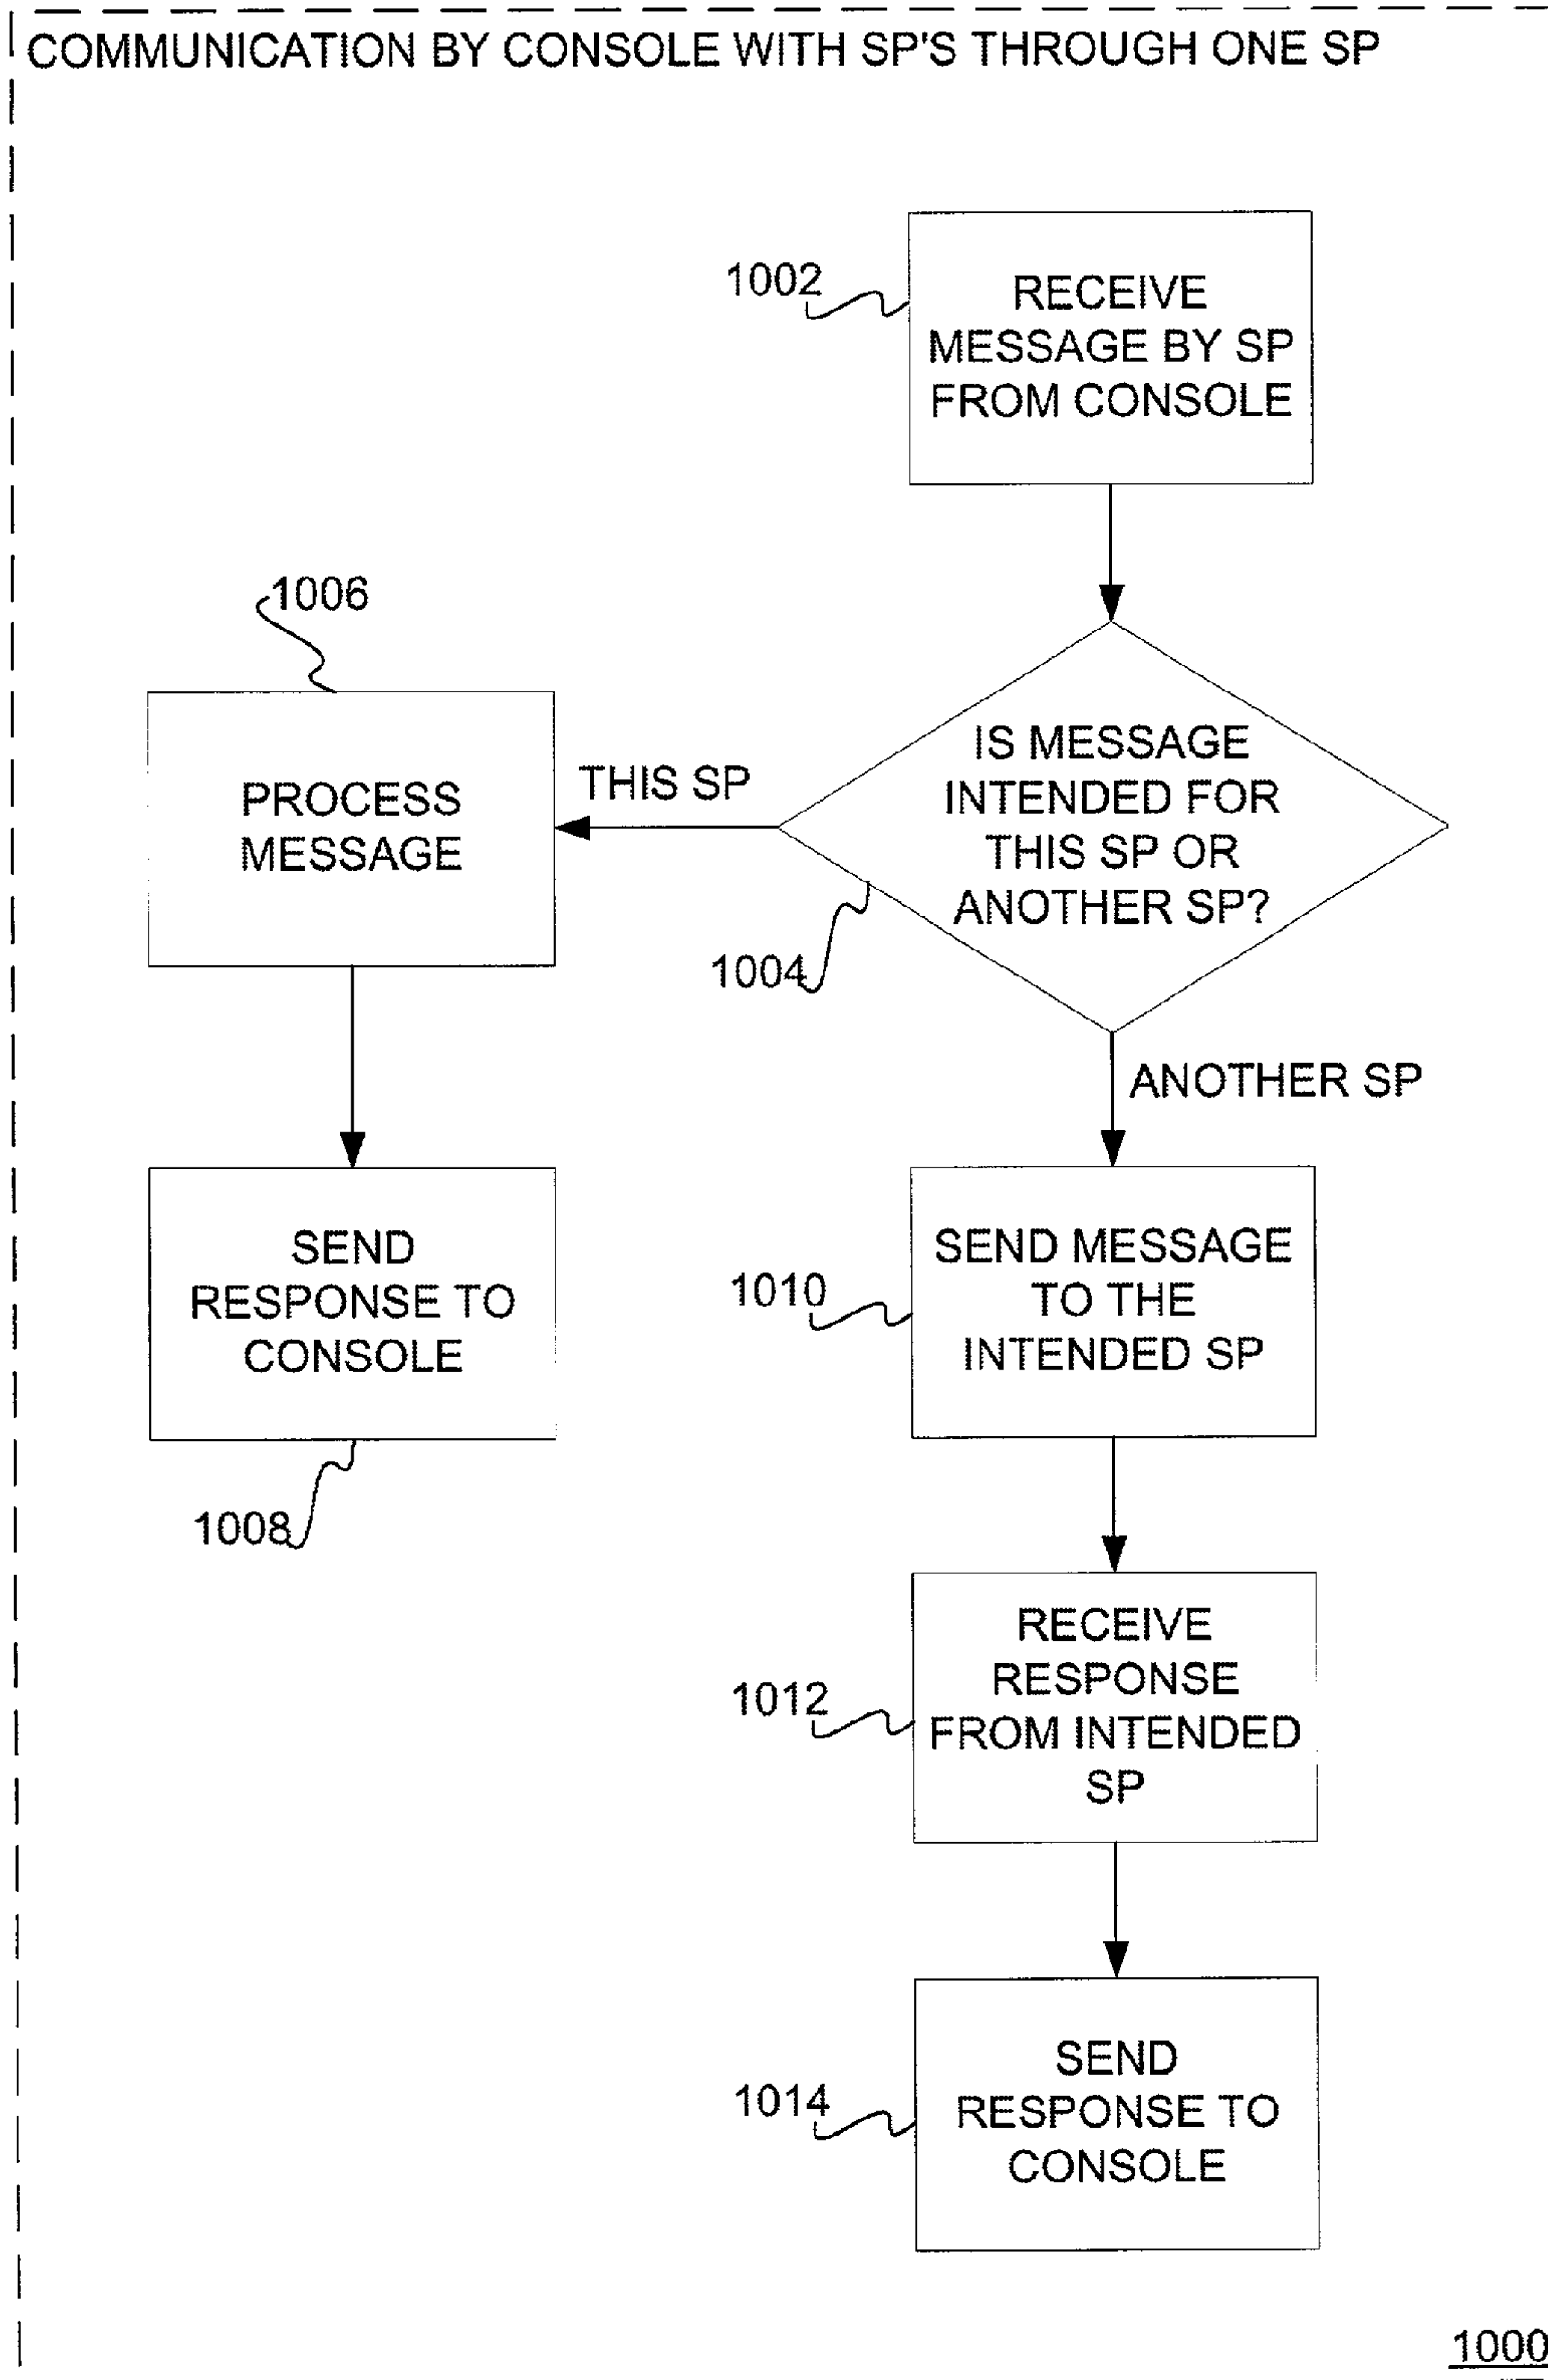 COMMUNICATION BY CONSOLE WITH SP'S THROUGH ONE SP
1002
RECEIVE
MESSAGE BY SP
FROM CONSOLE
1006
PROCESS
MESSAGE
THIS SP
IS MESSAGE
INTENDED FOR
THIS SP OR
ANOTHER SP?
1004
ANOTHER SP
SEND
RESPONSE TO
CONSOLE
1008
1010
SEND MESSAGE
TO THE
INTENDED SP
1012
RECEIVE
RESPONSE
FROM INTENDED
SP
1014
SEND
RESPONSE TO
CONSOLE
1000